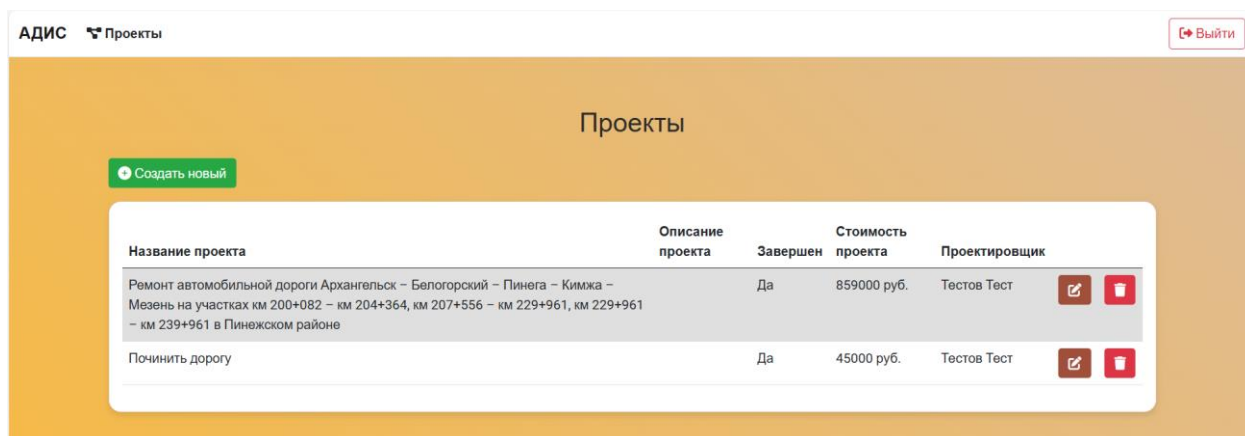 АДИС Проекты Выйти
Проекты
Создать новый
Название проекта Описание проекта Завершен Стоимость проекта Проектировщик
Ремонт автомобильной дороги Архангельск – Белогорский – Пинега – Кимжа – Да 859000 руб. Тестов Тест
Мезень на участках км 200+082 – км 204+364, км 207+556 – км 229+961, км 229+961
– км 239+961 в Пинежском районе
Починить дорогу Да 45000 руб. Тестов Тест